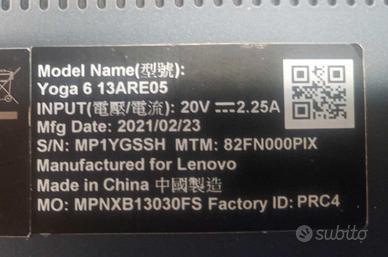 Model Name(型號):
Yoga 6 13ARE05
INPUT(電壓/電流): 20V⎓2.25A
Mfg Date: 2021/02/23
S/N: MP1YGSSH MTM: 82FN000PIX
Manufactured for Lenovo
Made in China 中國製造
MO: MPNXB13030FS Factory ID: PRC4
subito